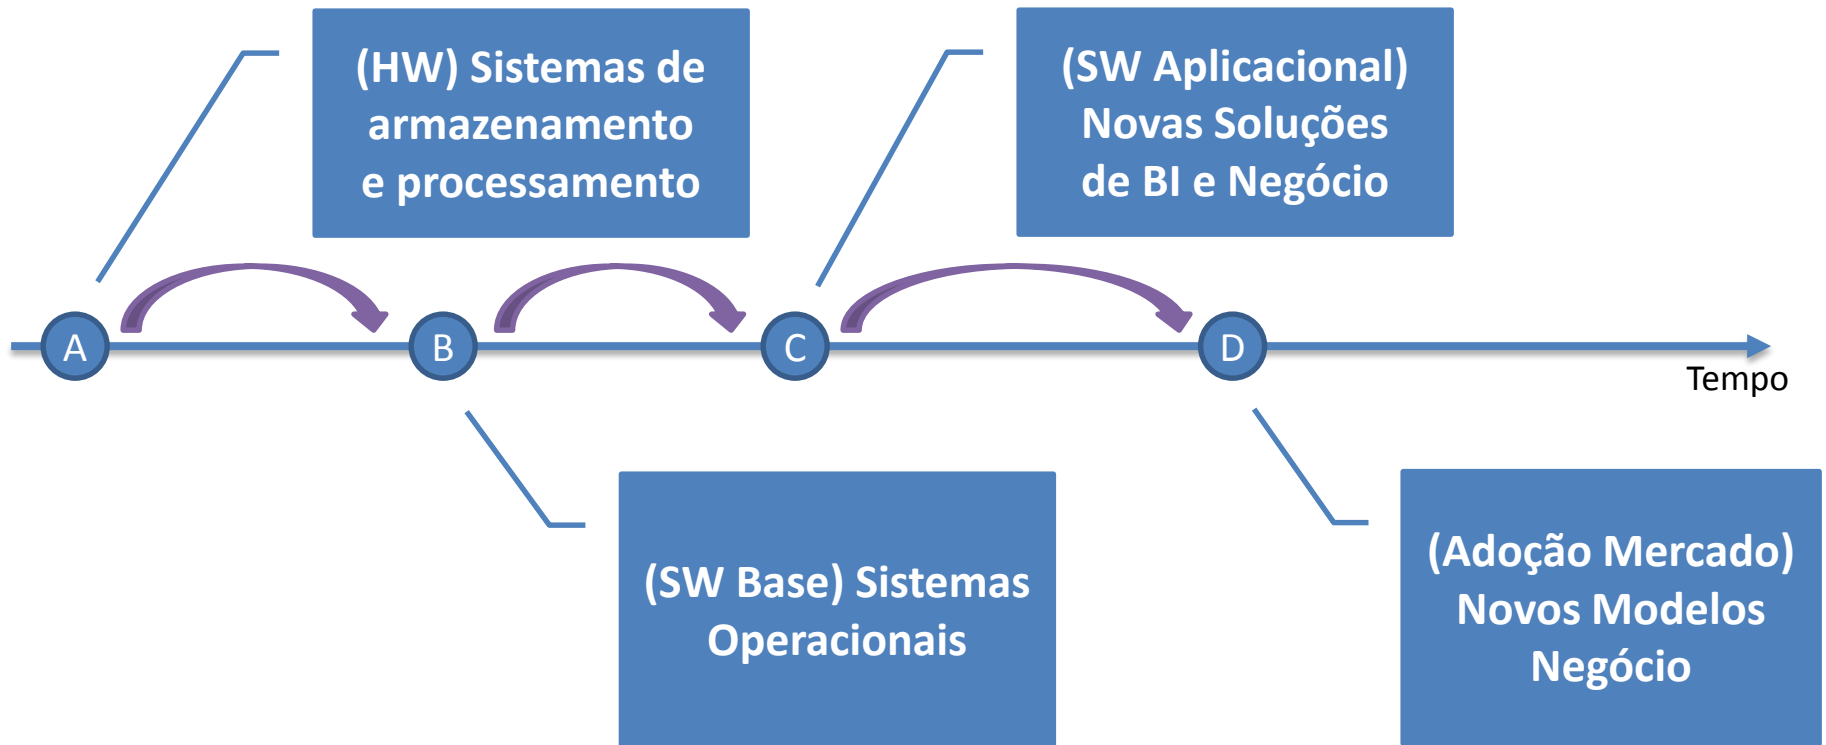 (HW) Sistemas de
armazenamento
e processamento
(SW Aplicacional)
Novas Soluções
de BI e Negócio
A
B
C
D
Tempo
(SW Base) Sistemas
Operacionais
(Adoção Mercado)
Novos Modelos
Negócio